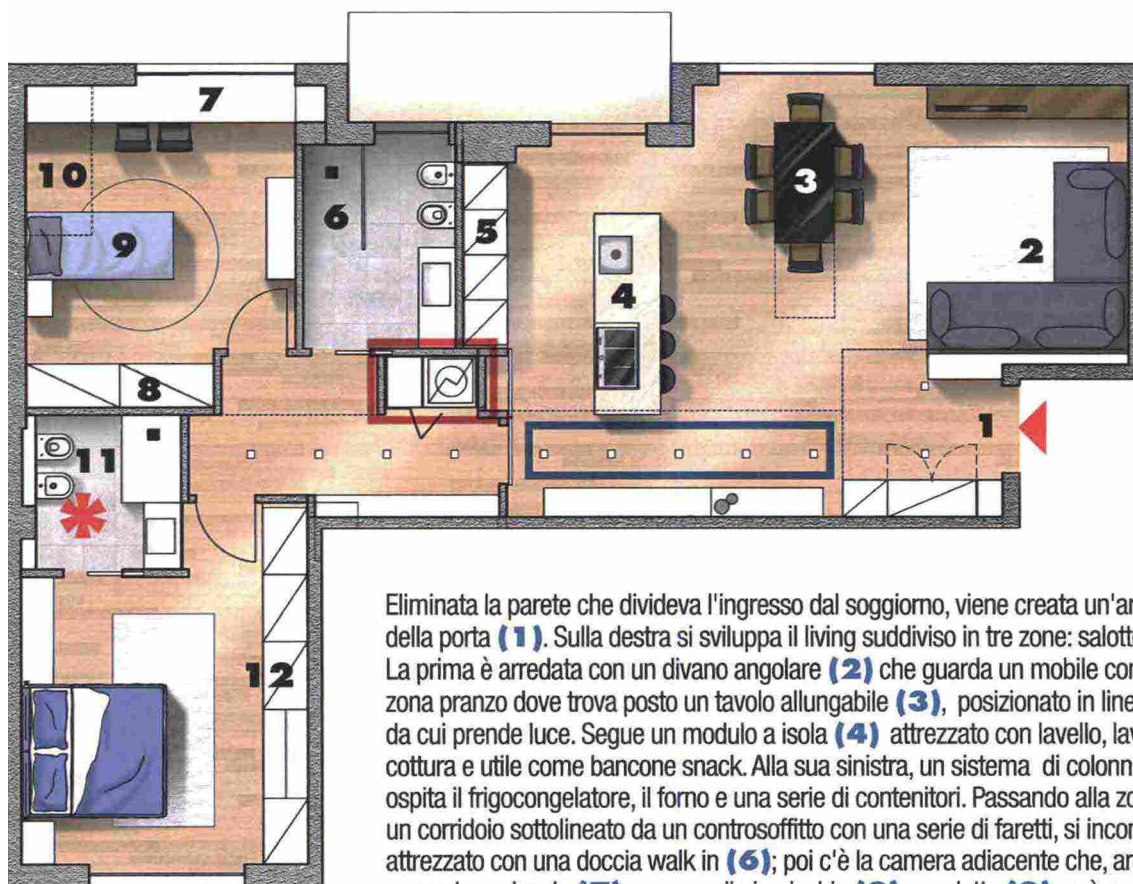 7
10
9
6
5
3
2
4
8
1
11
12
Eliminata la parete che divideva l'ingresso dal soggiorno, viene creata un'ar
della porta (1). Sulla destra si sviluppa il living suddiviso in tre zone: salott
La prima è arredata con un divano angolare (2) che guarda un mobile con
zona pranzo dove trova posto un tavolo allungabile (3), posizionato in line
da cui prende luce. Segue un modulo a isola (4) attrezzato con lavello, lav
cottura e utile come bancone snack. Alla sua sinistra, un sistema di colonn
ospita il frigocongelatore, il forno e una serie di contenitori. Passando alla zo
un corridoio sottolineato da un controsoffitto con una serie di faretti, si incon
attrezzato con una doccia walk in (6); poi c'è la camera adiacente che, ar